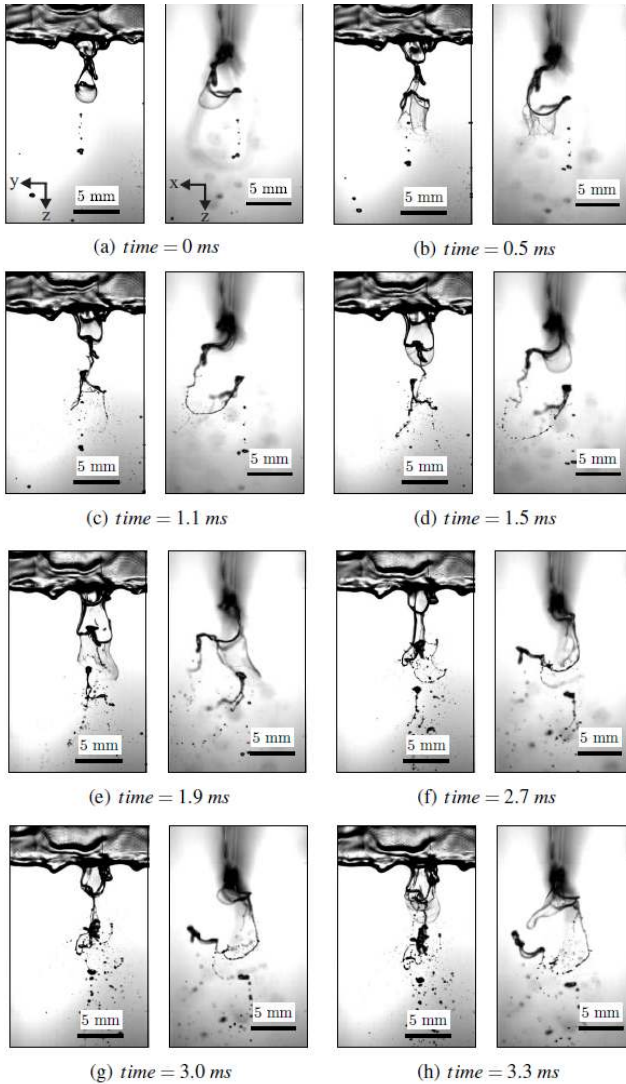 y
z
5 mm
x
z
5 mm
5 mm
5 mm
(a) time = 0 ms
(b) time = 0.5 ms
5 mm
5 mm
5 mm
5 mm
(c) time = 1.1 ms
(d) time = 1.5 ms
5 mm
5 mm
5 mm
5 mm
(e) time = 1.9 ms
(f) time = 2.7 ms
5 mm
5 mm
5 mm
5 mm
(g) time = 3.0 ms
(h) time = 3.3 ms